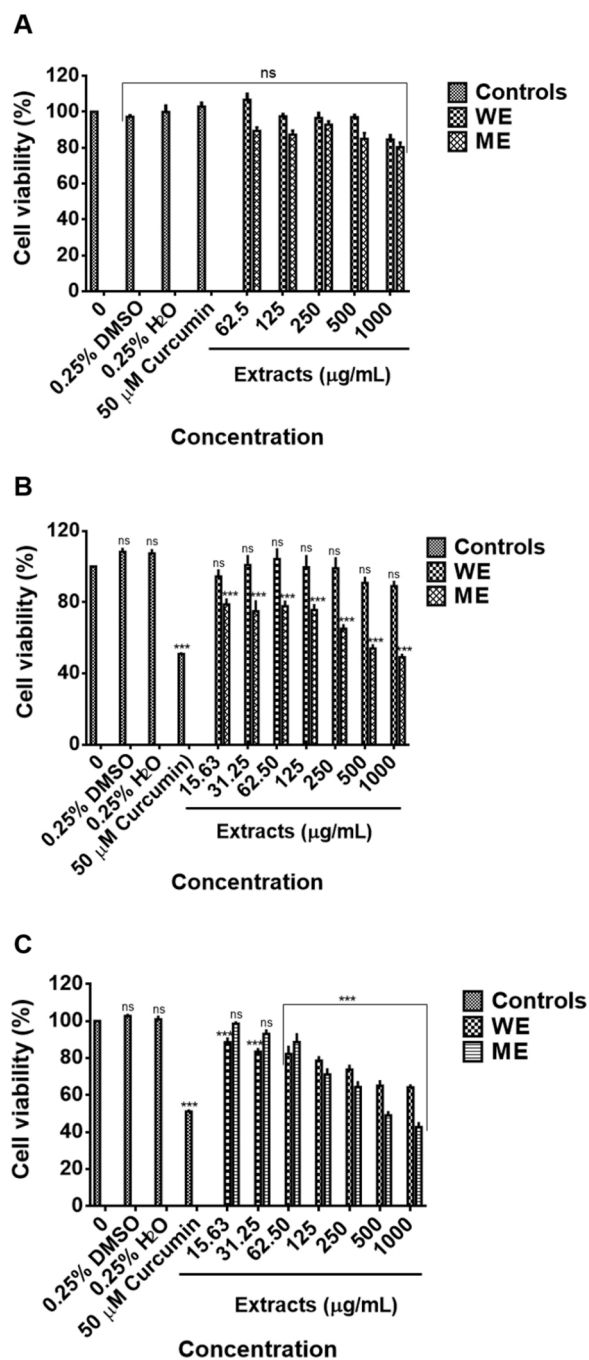 A
ns
120
100
80
60
40
20
0
Cell viability (%)
Controls
WE
ME
0
0.25% DMSO
0.25% H2O
50 μM Curcumin
62.5
125
250
500
1000
Extracts (μg/mL)
Concentration
B
120
80
40
0
Cell viability (%)
ns
ns
***
ns
***
ns
***
ns
***
ns
***
ns
***
ns
***
ns
***
Controls
WE
ME
0
0.25% DMSO
0.25% H2O
50 μM Curcumin)
15.63
31.25
62.50
125
250
500
1000
Extracts (μg/mL)
Concentration
C
120
100
80
60
40
20
0
Cell viability (%)
ns
ns
***
***
ns
***
ns
***
Controls
WE
ME
0
0.25% DMSO
0.25% H2O
50 μM Curcumin
15.63
31.25
62.50
125
250
500
1000
Extracts (μg/mL)
Concentration